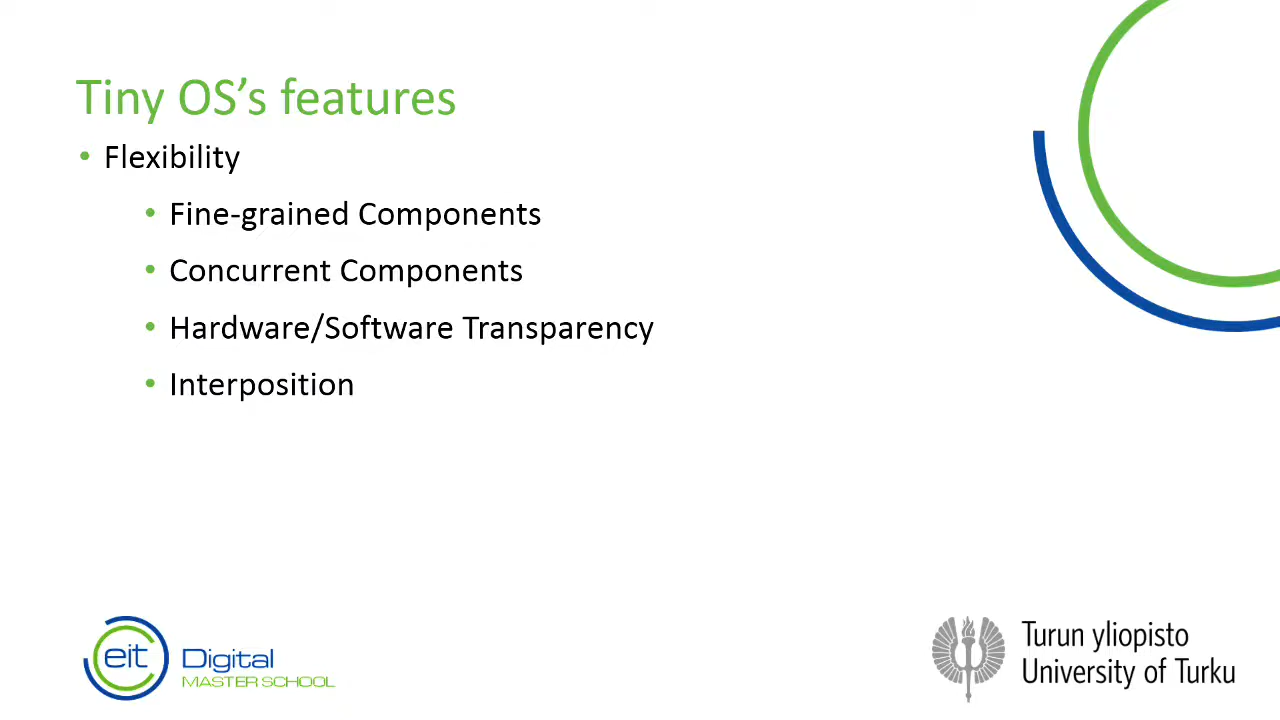 Tiny OS’s features
• Flexibility
• Fine-grained Components
• Concurrent Components
• Hardware/Software Transparency
• Interposition
eit Digital
MASTER SCHOOL
Turun yliopisto
University of Turku